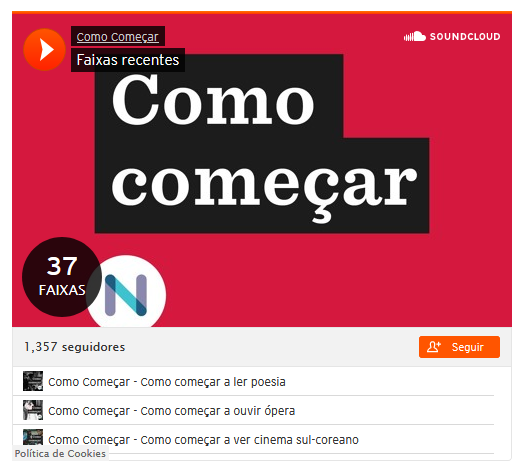 Como Começar
Faixas recentes
SOUNDCLOUD
Como
começar
37
FAIXAS
N
1,357 seguidores
Seguir
Como Começar - Como começar a ler poesia
Como Começar - Como começar a ouvir ópera
Como Começar - Como começar a ver cinema sul-coreano
Política de Cookies